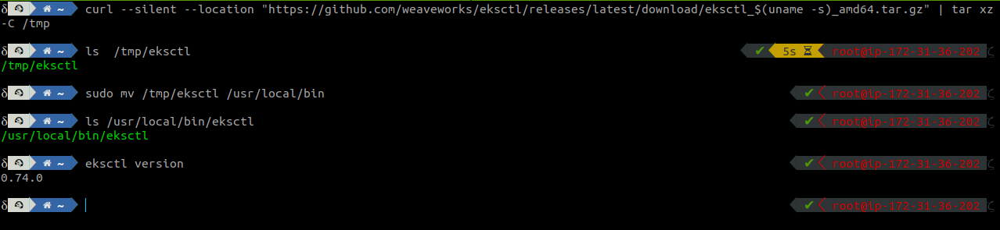 curl --silent --location "https://github.com/weaveworks/eksctl/releases/latest/download/eksctl_$(uname -s)_amd64.tar.gz" | tar xz
-C /tmp
δ ~ ls  /tmp/eksctl ✔ 5s root@ip-172-31-36-202
/tmp/eksctl
δ ~ sudo mv /tmp/eksctl /usr/local/bin ✔ root@ip-172-31-36-202
δ ~ ls /usr/local/bin/eksctl ✔ root@ip-172-31-36-202
/usr/local/bin/eksctl
δ ~ eksctl version ✔ root@ip-172-31-36-202
0.74.0
δ ~ ✔ root@ip-172-31-36-202